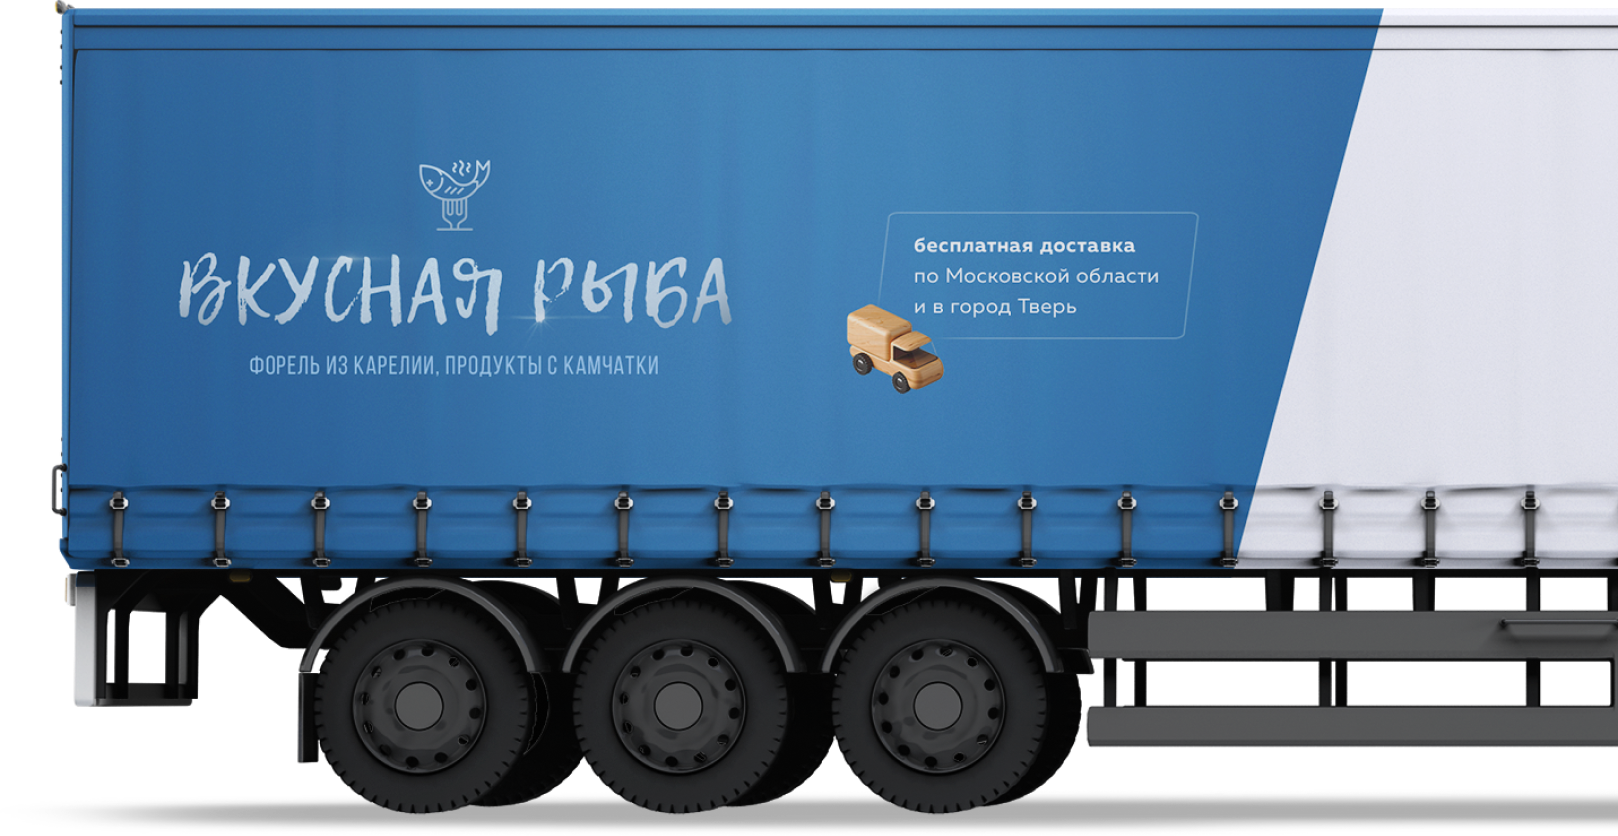 ВКУСНАЯ РЫБА
ФОРЕЛЬ ИЗ КАРЕЛИИ, ПРОДУКТЫ С КАМЧАТКИ
бесплатная доставка
по Московской области
и в город Тверь